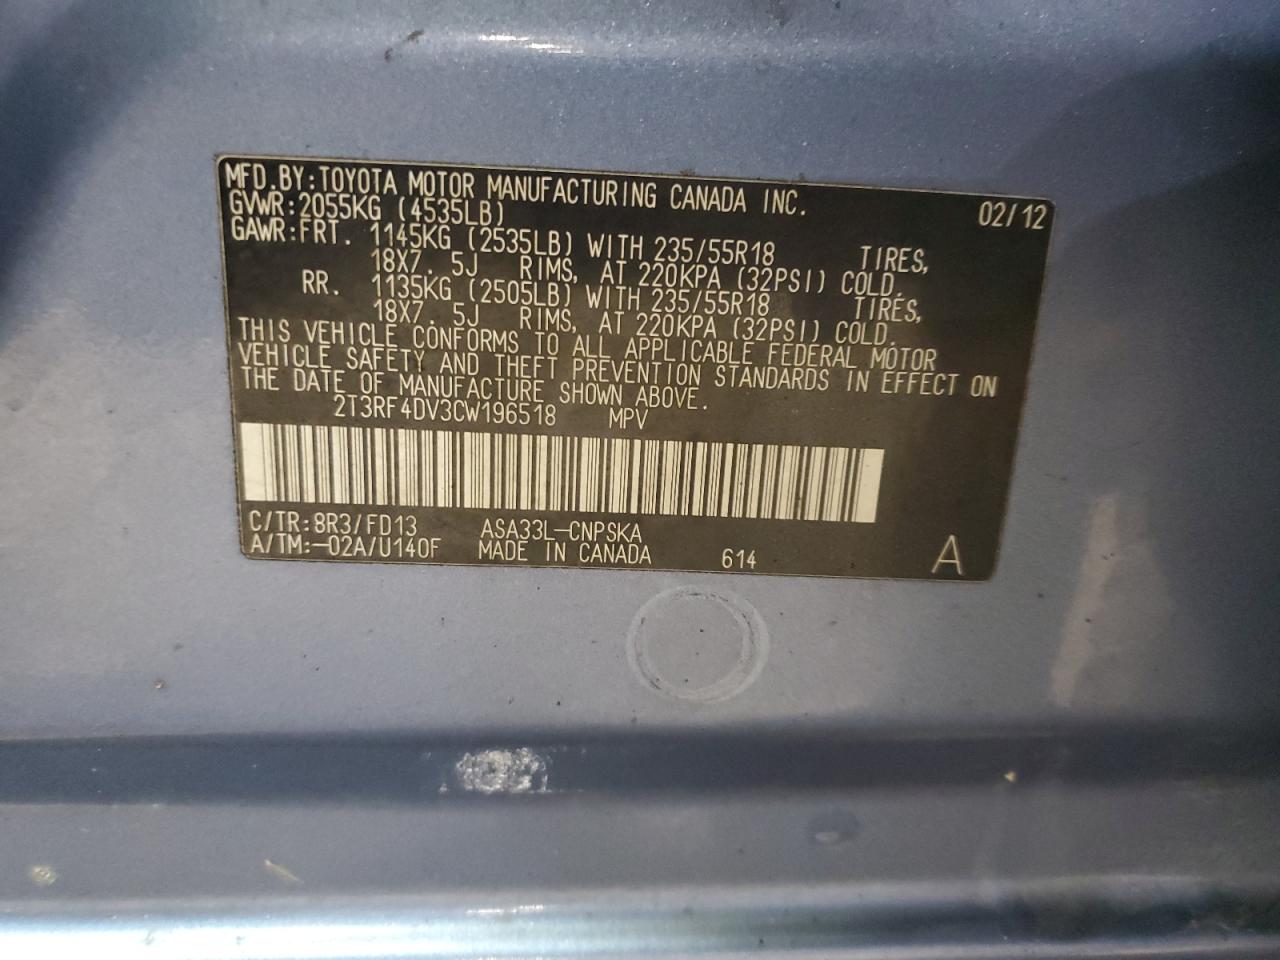 MFD.BY:TOYOTA MOTOR MANUFACTURING CANADA INC. 02/12
GVWR:2055KG (4535LB)
GAWR:FRT. 1145KG (2535LB) WITH 235/55R18 TIRES,
18X7.5J RIMS, AT 220KPA (32PSI) COLD.
RR. 1135KG (2505LB) WITH 235/55R18 TIRES,
18X7.5J RIMS, AT 220KPA (32PSI) COLD.
THIS VEHICLE CONFORMS TO ALL APPLICABLE FEDERAL MOTOR
VEHICLE SAFETY AND THEFT PREVENTION STANDARDS IN EFFECT ON
THE DATE OF MANUFACTURE SHOWN ABOVE.
2T3RF4DV3CW196518 MPV
C/TR:8R3/FD13 ASA33L-CNPSKA
A/TM:-02A/U140F MADE IN CANADA 614 A